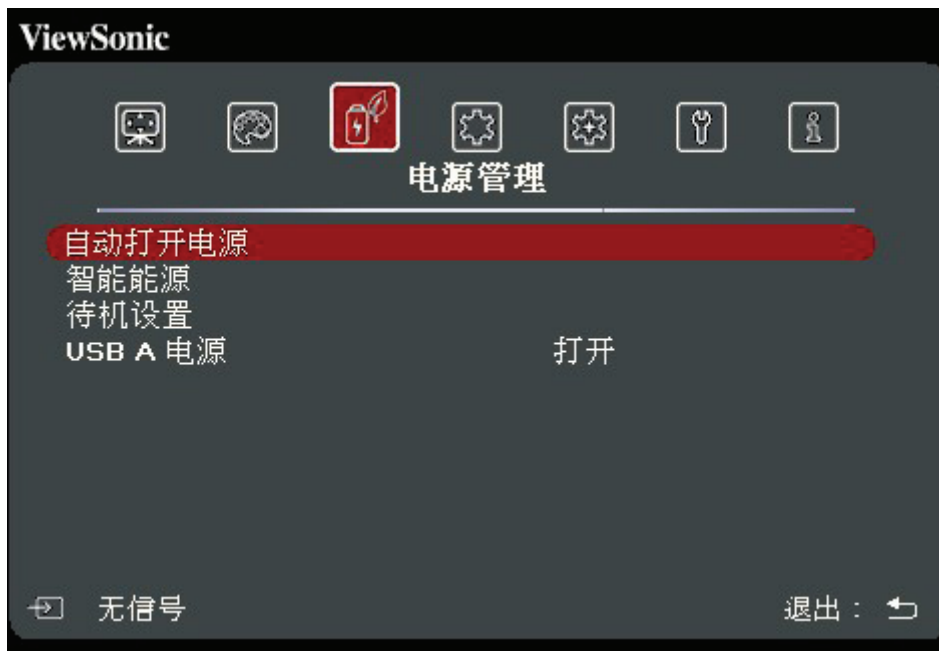 ViewSonic
电源管理
自动打开电源
智能能源
待机设置
USB A 电源 打开
无信号 退出：